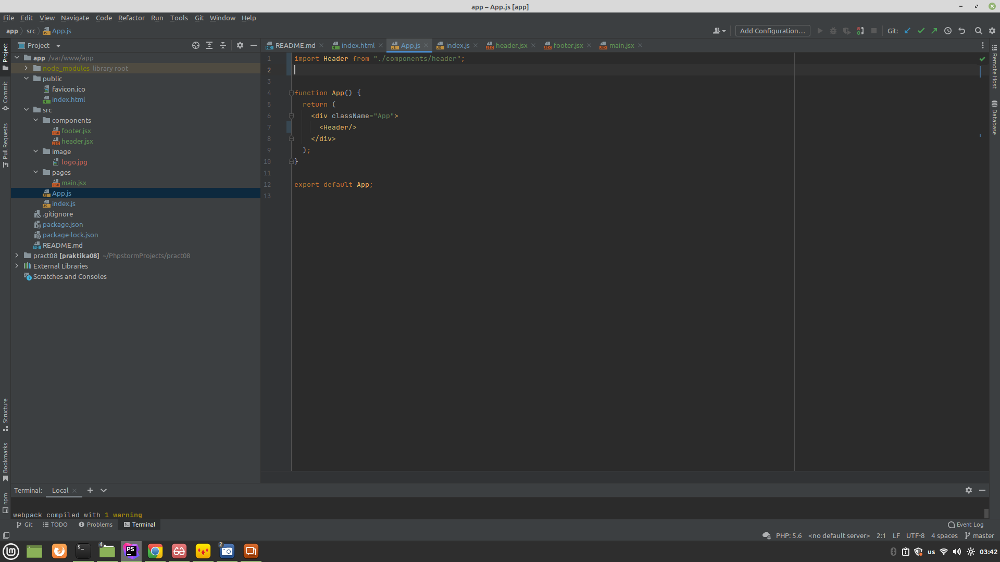 app – App.js [app]
File Edit View Navigate Code Refactor Run Tools Git Window Help
app src App.js
Add Configuration... Git:
Project
README.md index.html App.js index.js header.jsx footer.jsx main.jsx
app /var/www/app
node_modules library root
public
favicon.ico
index.html
src
components
footer.jsx
header.jsx
image
logo.jpg
pages
main.jsx
App.js
index.js
.gitignore
package.json
package-lock.json
README.md
pract08 [praktika08] ~/PhpstormProjects/pract08
External Libraries
Scratches and Consoles
1 import Header from "./components/header";
2
3
4 function App() {
5 return (
6 <div className="App">
7 <Header/>
8 </div>
9 );
10 }
11
12 export default App;
13
Project
Commit
Pull Requests
Structure
Bookmarks
npm
Remote Host
Database
Terminal: Local
webpack compiled with 1 warning
Git TODO Problems Terminal Event Log
PHP: 5.6 <no default server> 2:1 LF UTF-8 4 spaces master
4 PS 2 us 03:42